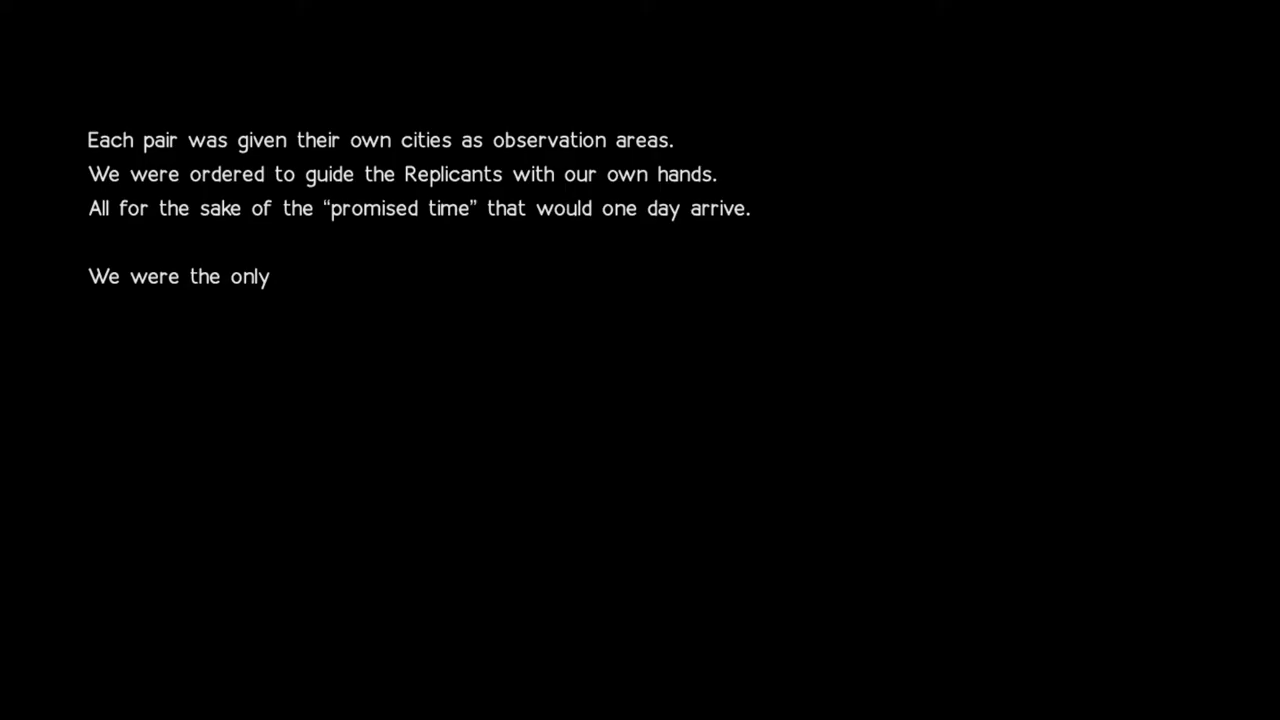 Each pair was given their own cities as observation areas.
We were ordered to guide the Replicants with our own hands.
All for the sake of the “promised time” that would one day arrive.
We were the only